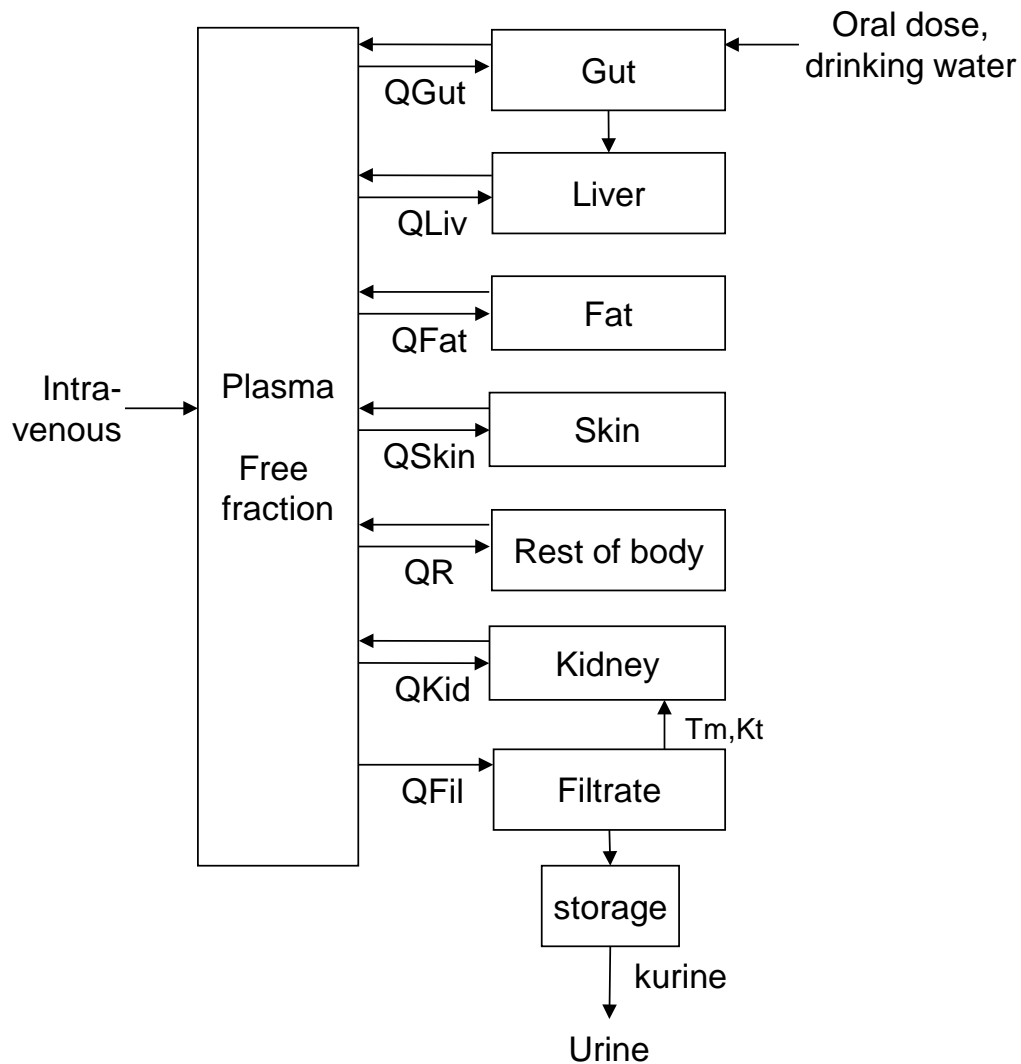 Oral dose,
drinking water
Gut
QGut
Liver
QLiv
Fat
QFat
Intra-
venous
Plasma
Free
fraction
Skin
QSkin
Rest of body
QR
Kidney
QKid
Tm,Kt
Filtrate
QFil
storage
kurine
Urine